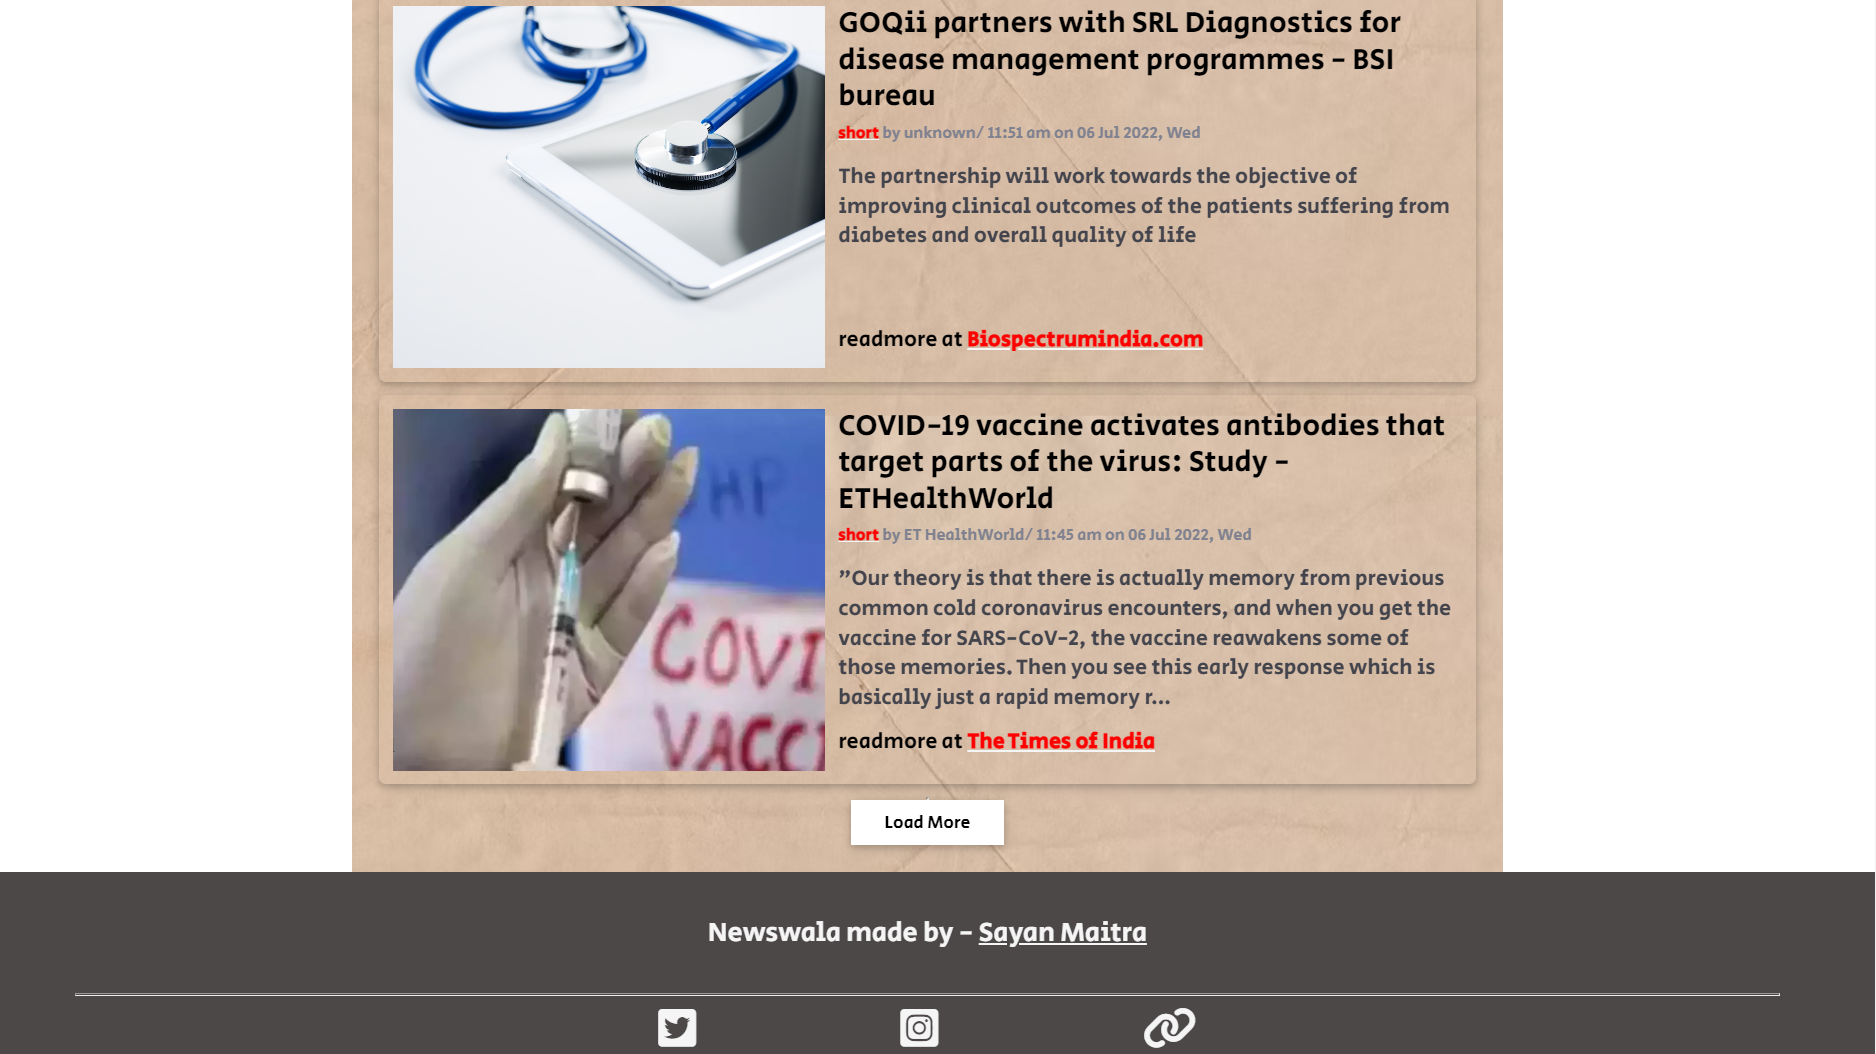 GOQii partners with SRL Diagnostics for
disease management programmes - BSI
bureau
short by unknown/ 11:51 am on 06 Jul 2022, Wed
The partnership will work towards the objective of
improving clinical outcomes of the patients suffering from
diabetes and overall quality of life
readmore at Biospectrumindia.com
HP
COVI
VACCI
COVID-19 vaccine activates antibodies that
target parts of the virus: Study -
ETHealthWorld
short by ET HealthWorld/ 11:45 am on 06 Jul 2022, Wed
”Our theory is that there is actually memory from previous
common cold coronavirus encounters, and when you get the
vaccine for SARS-CoV-2, the vaccine reawakens some of
those memories. Then you see this early response which is
basically just a rapid memory r...
readmore at The Times of India
Load More
Newswala made by - Sayan Maitra